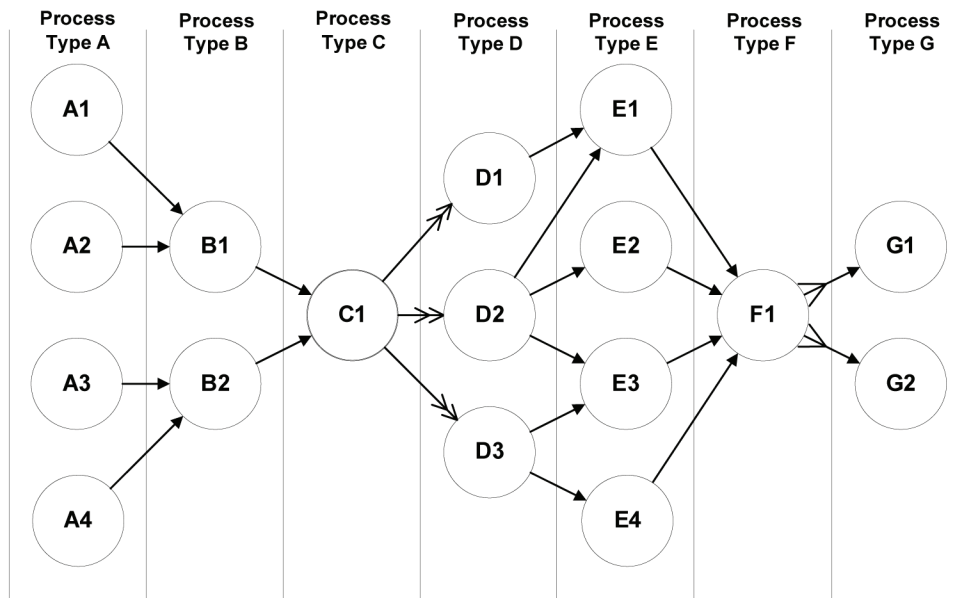 Process
Type A
Process
Type B
Process
Type C
Process
Type D
Process
Type E
Process
Type F
Process
Type G
A1
A2
A3
A4
B1
B2
C1
D1
D2
D3
E1
E2
E3
E4
F1
G1
G2